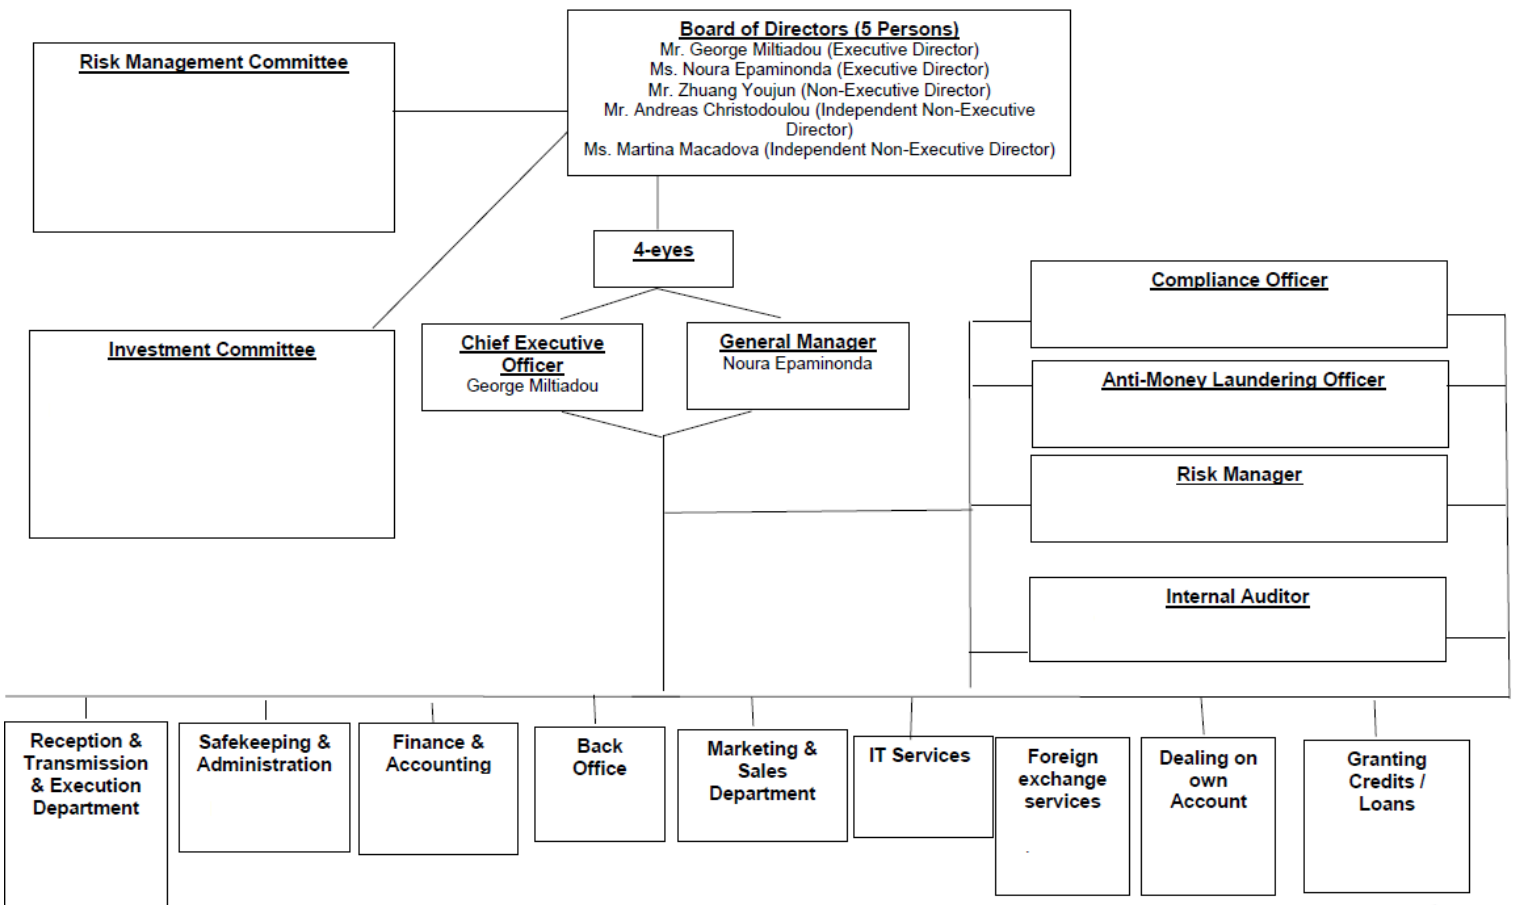 Board of Directors (5 Persons)
Mr. George Miltiadou (Executive Director)
Ms. Noura Epaminonda (Executive Director)
Mr. Zhuang Youjun (Non-Executive Director)
Mr. Andreas Christodoulou (Independent Non-Executive
Director)
Ms. Martina Macadova (Independent Non-Executive Director)
Risk Management Committee
4-eyes
Investment Committee
Chief Executive
Officer
George Miltiadou
General Manager
Noura Epaminonda
Compliance Officer
Anti-Money Laundering Officer
Risk Manager
Internal Auditor
Reception &
Transmission
& Execution
Department
Safekeeping &
Administration
Finance &
Accounting
Back
Office
Marketing &
Sales
Department
IT Services
Foreign
exchange
services
Dealing on
own
Account
Granting
Credits /
Loans